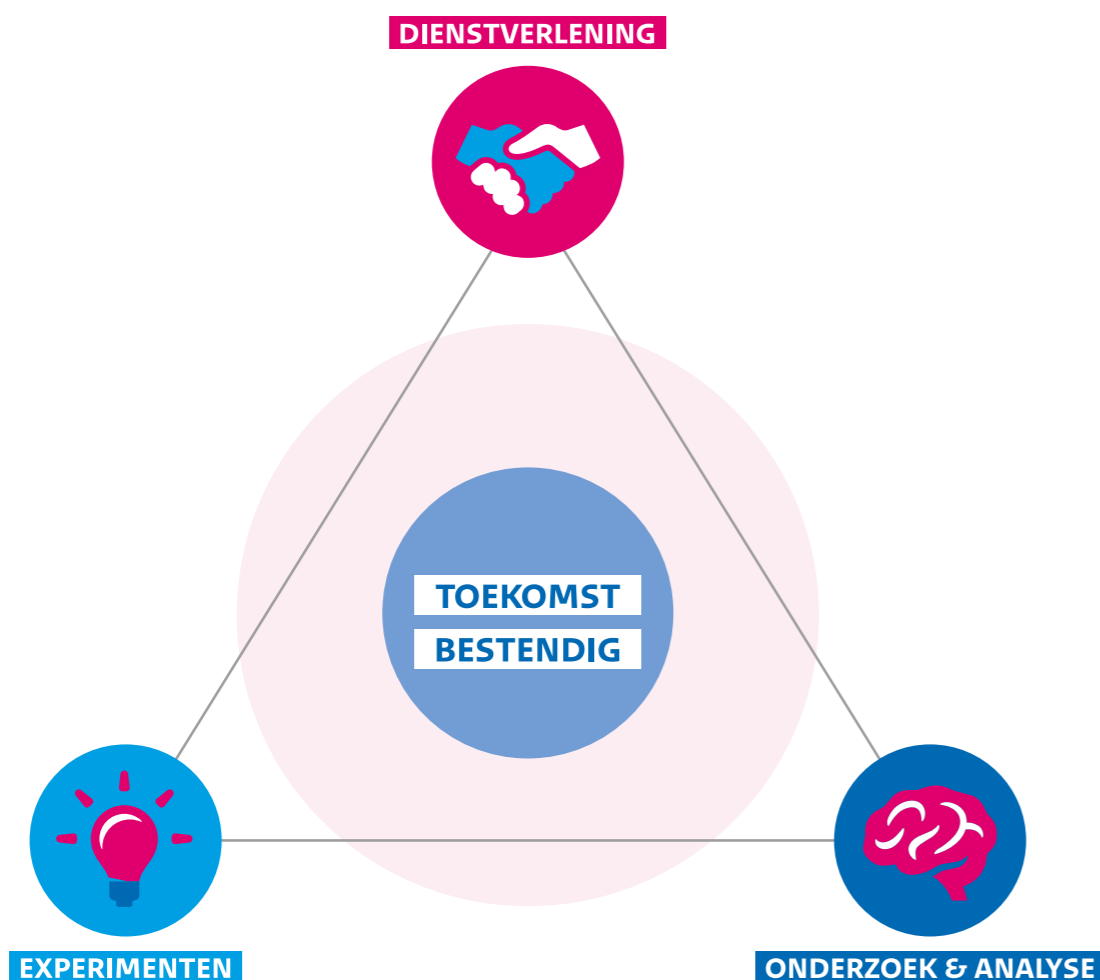 DIENSTVERLENING
TOEKOMST
BESTENDIG
EXPERIMENTEN
ONDERZOEK & ANALYSE